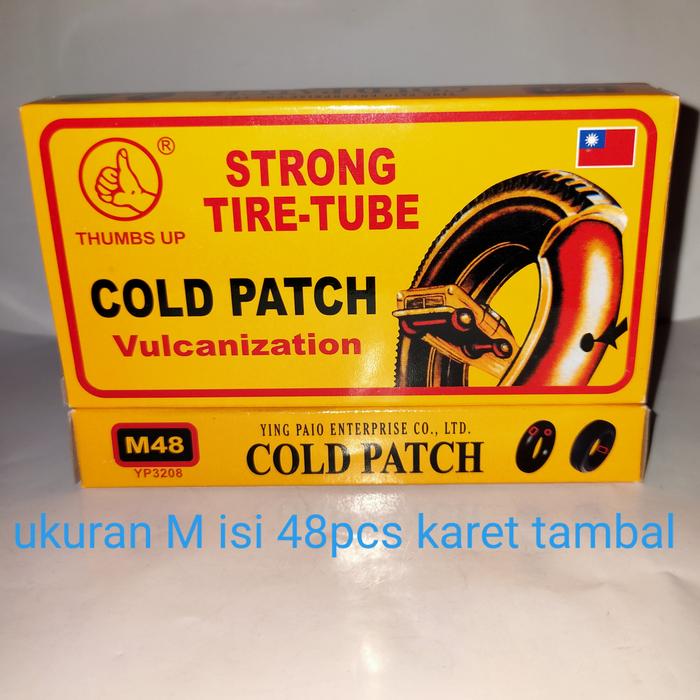 ®
THUMBS UP
STRONG
TIRE-TUBE
COLD PATCH
Vulcanization
M48
YP3208
YING PAIO ENTERPRISE CO., LTD.
COLD PATCH
ukuran M isi 48pcs karet tambal